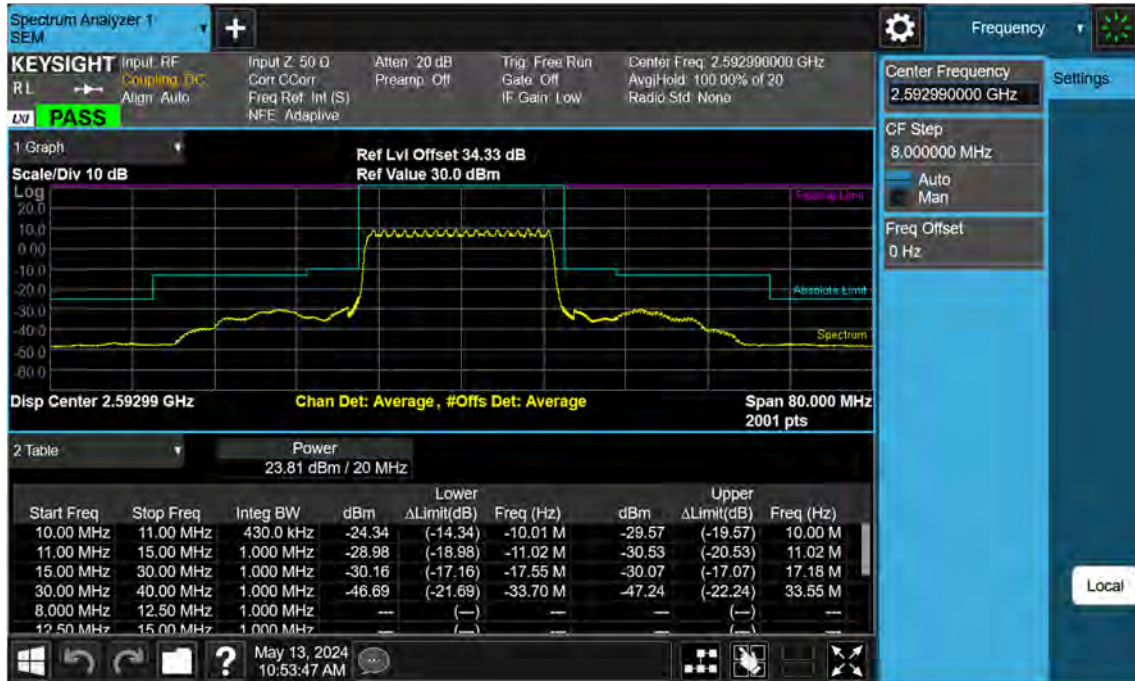 Spectrum Analyzer 1
SEM
Frequency
KEYSIGHT
Input: RF
Coupling: DC
Align: Auto
Input Z: 50 Ω
Corr CCorr
Freq Ref: Int (S)
NFE: Adaptive
Atten: 20 dB
Preamp: Off
Trig: Free Run
Gate: Off
IF Gain: Low
Center Freq: 2.592990000 GHz
Avg|Hold: 100.00% of 20
Radio Std: None
RL
LXI
PASS
Center Frequency
2.592990000 GHz
Settings
CF Step
8.000000 MHz
Auto
Man
Freq Offset
0 Hz
1 Graph
Scale/Div 10 dB
Ref Lvl Offset 34.33 dB
Ref Value 30.0 dBm
Log
20.0
10.0
0.00
-10.0
-20.0
-30.0
-40.0
-50.0
-60.0
Absolute Limit
Spectrum
Disp Center 2.59299 GHz
Chan Det: Average, #Offs Det: Average
Span 80.000 MHz
2001 pts
2 Table
Power
23.81 dBm / 20 MHz
Lower Upper
Start Freq Stop Freq Integ BW dBm ΔLimit(dB) Freq (Hz) dBm ΔLimit(dB) Freq (Hz)
10.00 MHz 11.00 MHz 430.0 kHz -24.34 (-14.34) -10.01 M -29.57 (-19.57) 10.00 M
11.00 MHz 15.00 MHz 1.000 MHz -28.98 (-18.98) -11.02 M -30.53 (-20.53) 11.02 M
15.00 MHz 30.00 MHz 1.000 MHz -30.16 (-17.16) -17.55 M -30.07 (-17.07) 17.18 M
30.00 MHz 40.00 MHz 1.000 MHz -46.69 (-21.69) -33.70 M -47.24 (-22.24) 33.55 M
8.000 MHz 12.50 MHz 1.000 MHz --- (---) --- --- (---) ---
12.50 MHz 15.00 MHz 1.000 MHz --- (---) --- --- (---) ---
Local
May 13, 2024
10:53:47 AM